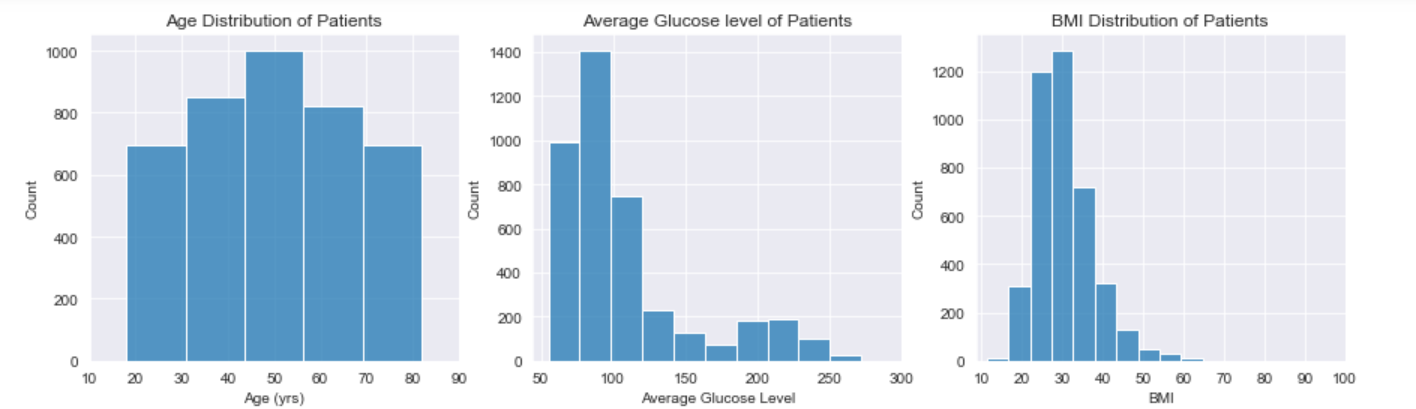 Age Distribution of Patients
1000
800
600
400
200
0
Count
10 20 30 40 50 60 70 80 90
Age (yrs)
Average Glucose level of Patients
1400
1200
1000
800
600
400
200
0
Count
50 100 150 200 250 300
Average Glucose Level
BMI Distribution of Patients
1200
1000
800
600
400
200
0
Count
10 20 30 40 50 60 70 80 90 100
BMI